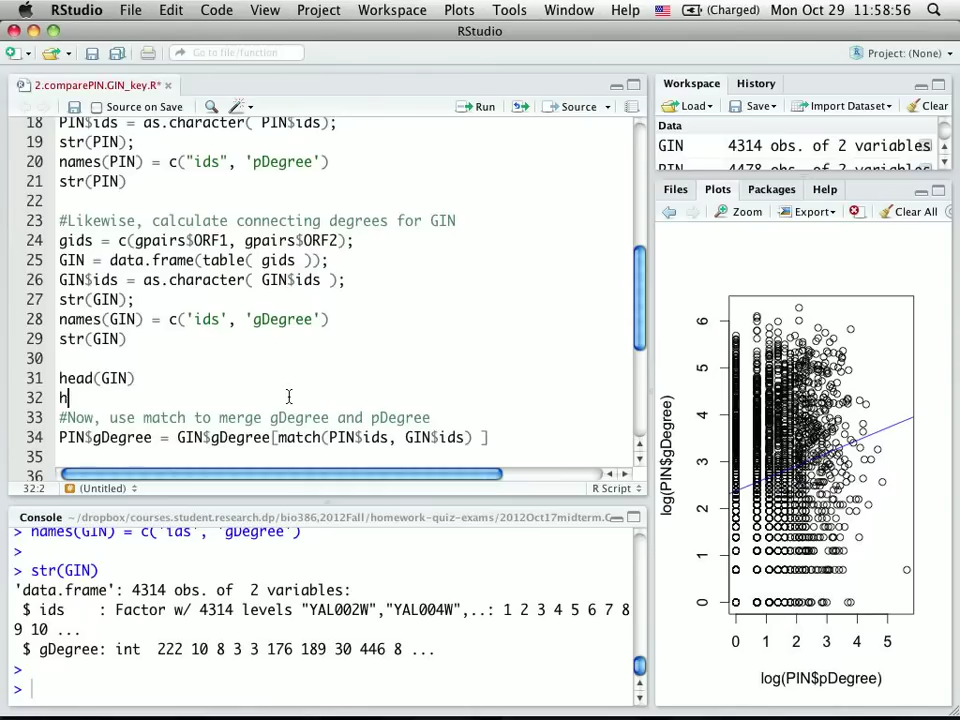 RStudio File Edit Code View Project Workspace Plots Tools Window Help (Charged) Mon Oct 29 11:58:56
RStudio
Go to file/function Project: (None)
2.comparePIN.GIN_key.R*
Source on Save Run Source
18 PIN$ids = as.character( PIN$ids);
19 str(PIN);
20 names(PIN) = c("ids", 'pDegree')
21 str(PIN)
22
23 #Likewise, calculate connecting degrees for GIN
24 gids = c(gpairs$ORF1, gpairs$ORF2);
25 GIN = data.frame(table( gids ));
26 GIN$ids = as.character( GIN$ids );
27 str(GIN);
28 names(GIN) = c('ids', 'gDegree')
29 str(GIN)
30
31 head(GIN)
32 h
33 #Now, use match to merge gDegree and pDegree
34 PIN$gDegree = GIN$gDegree[match(PIN$ids, GIN$ids) ]
35
36
32:2 (Untitled) R Script
Console ~/dropbox/courses.student.research.dp/bio386,2012Fall/homework-quiz-exams/2012Oct17midterm.G
> names(GIN) = c('ids', 'gDegree')
>
> str(GIN)
'data.frame': 4314 obs. of 2 variables:
$ ids : Factor w/ 4314 levels "YAL002W","YAL004W",..: 1 2 3 4 5 6 7 8
9 10 ...
$ gDegree: int 222 10 8 3 3 176 189 30 446 8 ...
>
>
Workspace History
Load Save Import Dataset Clear
Data
GIN 4314 obs. of 2 variables
PIN 4478 obs. of 2 variables
Files Plots Packages Help
Zoom Export Clear All
log(PIN$gDegree)
6
5
4
3
2
1
0
0 1 2 3 4 5
log(PIN$pDegree)